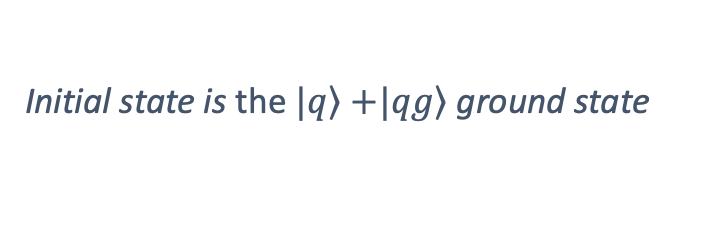 Initial state is the |q⟩ +|qg⟩ ground state